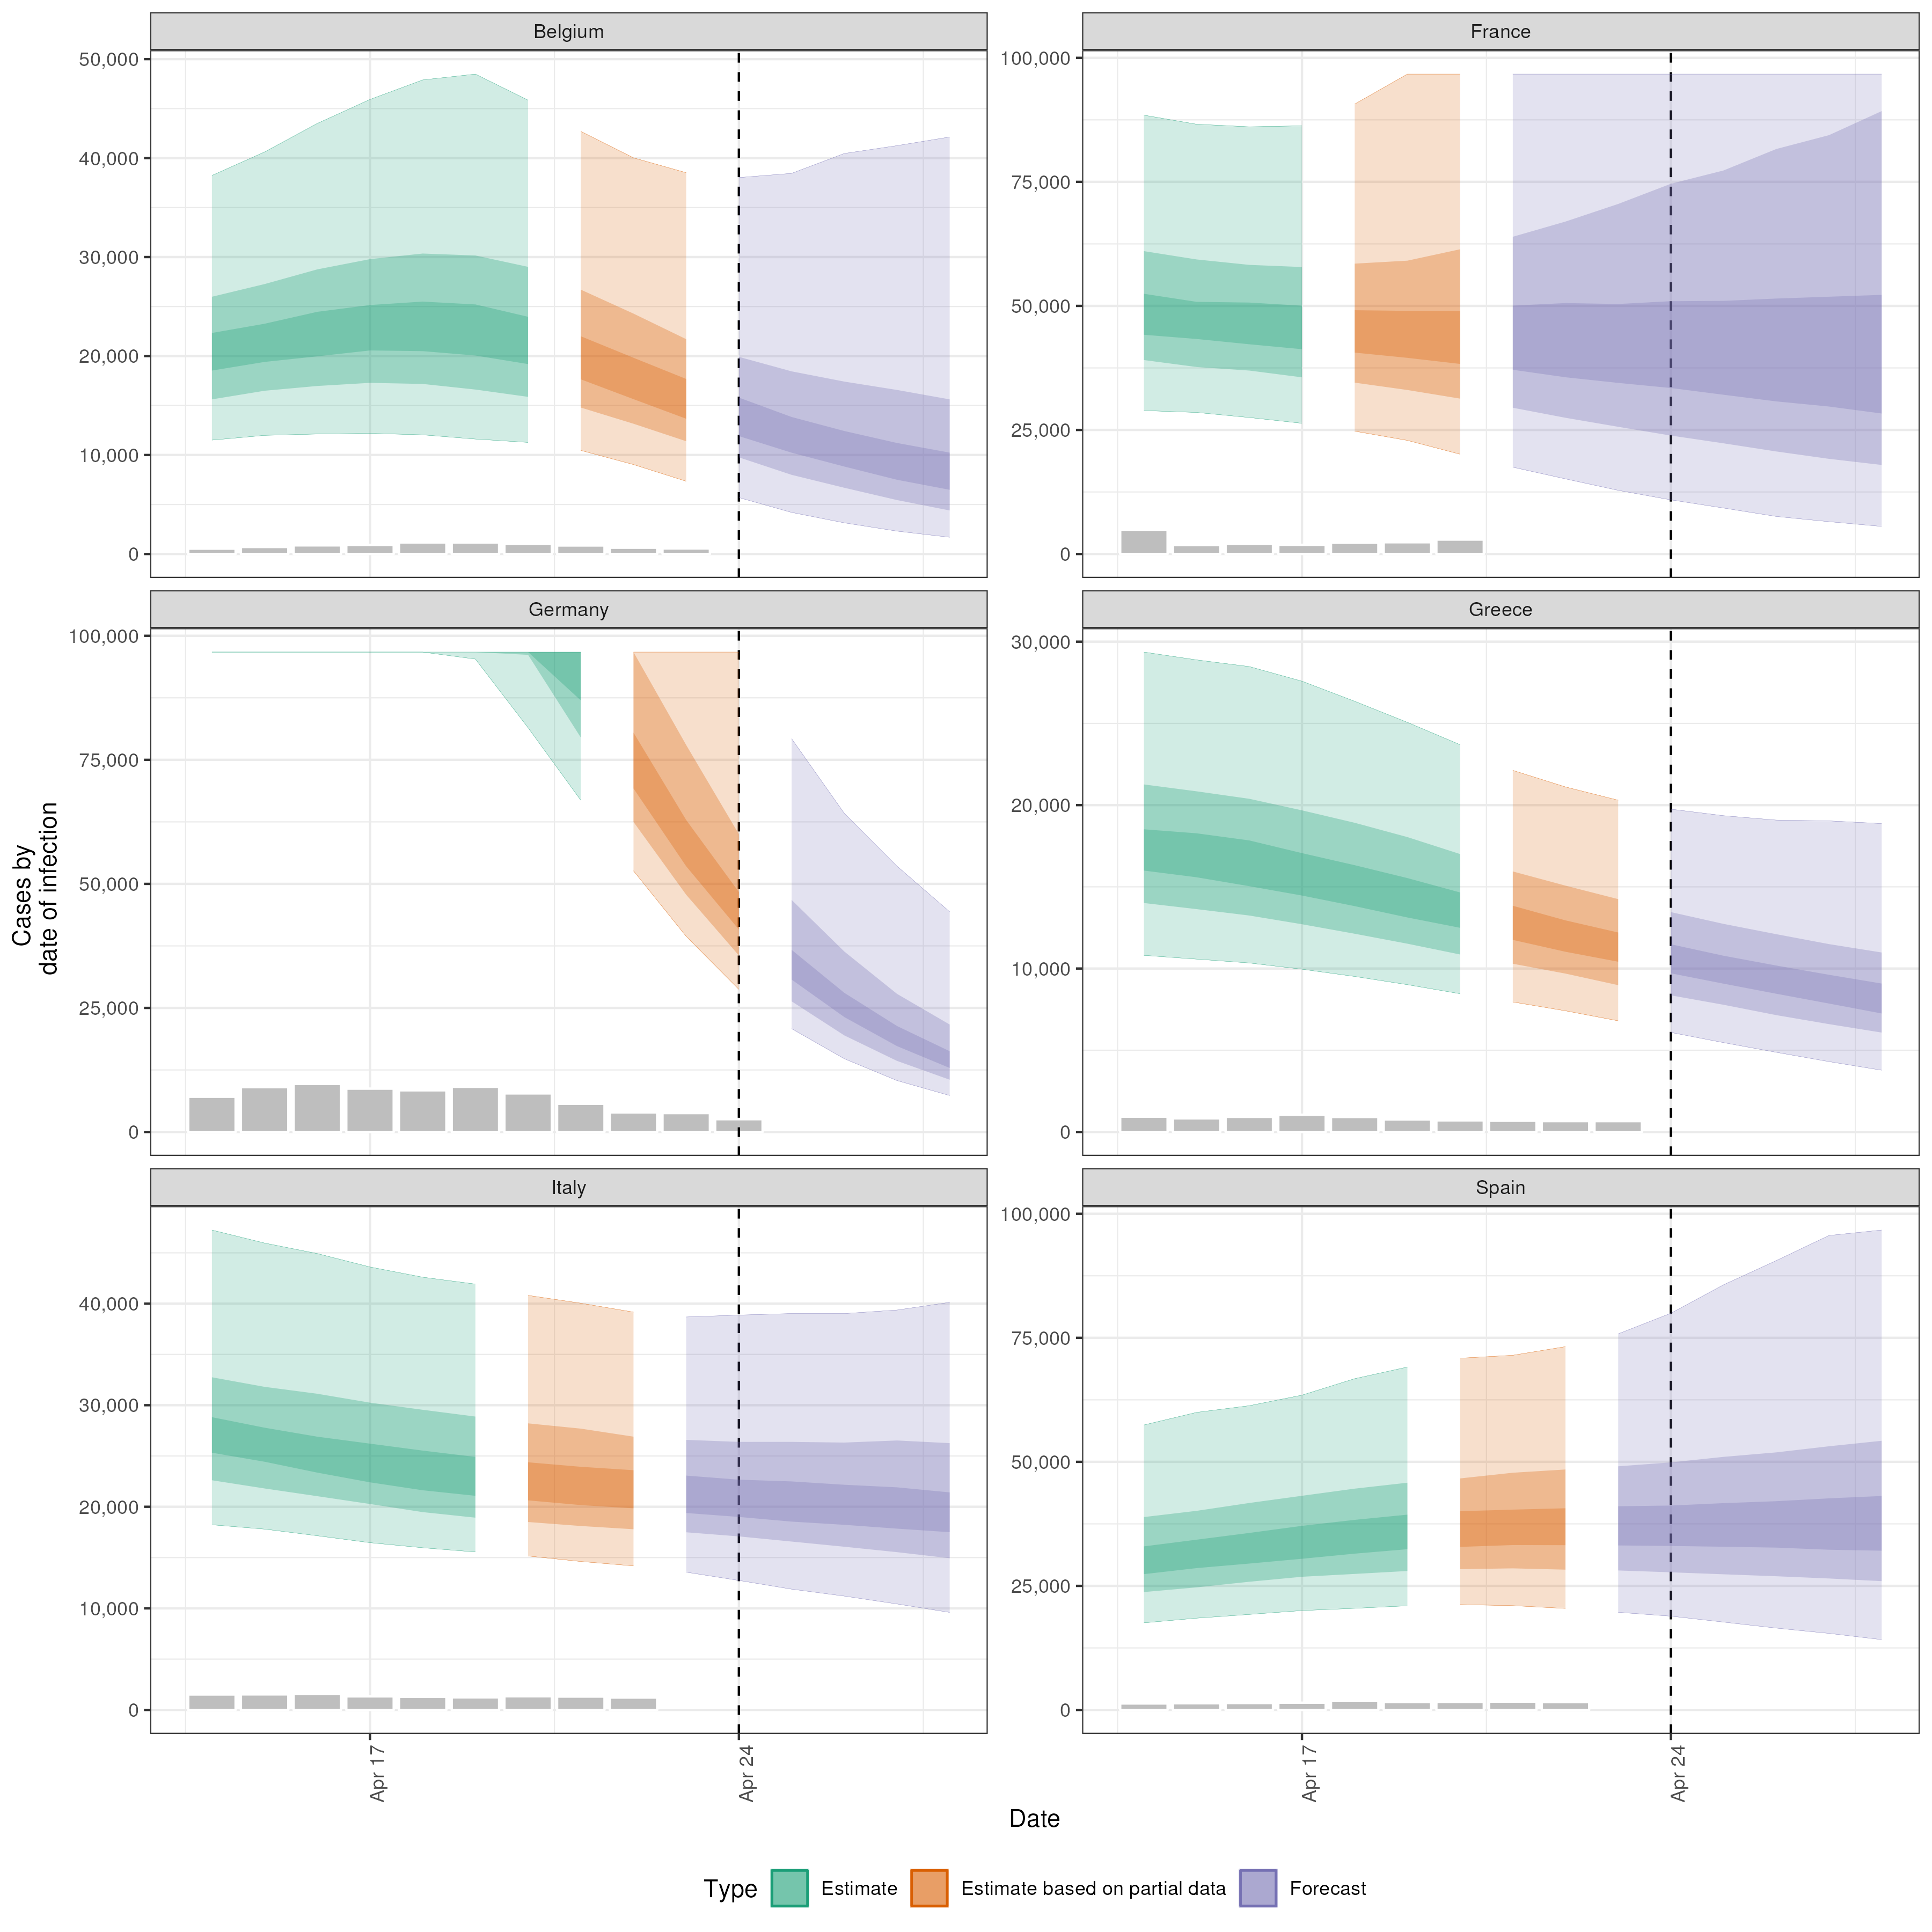 Belgium
France
50,000
40,000
30,000
20,000
10,000
0
100,000
75,000
50,000
25,000
0
Germany
Greece
100,000
75,000
50,000
25,000
0
30,000
20,000
10,000
0
Italy
Spain
40,000
30,000
20,000
10,000
0
100,000
75,000
50,000
25,000
0
Cases by
date of infection
Apr 17
Apr 24
Apr 17
Apr 24
Date
Type
Estimate
Estimate based on partial data
Forecast